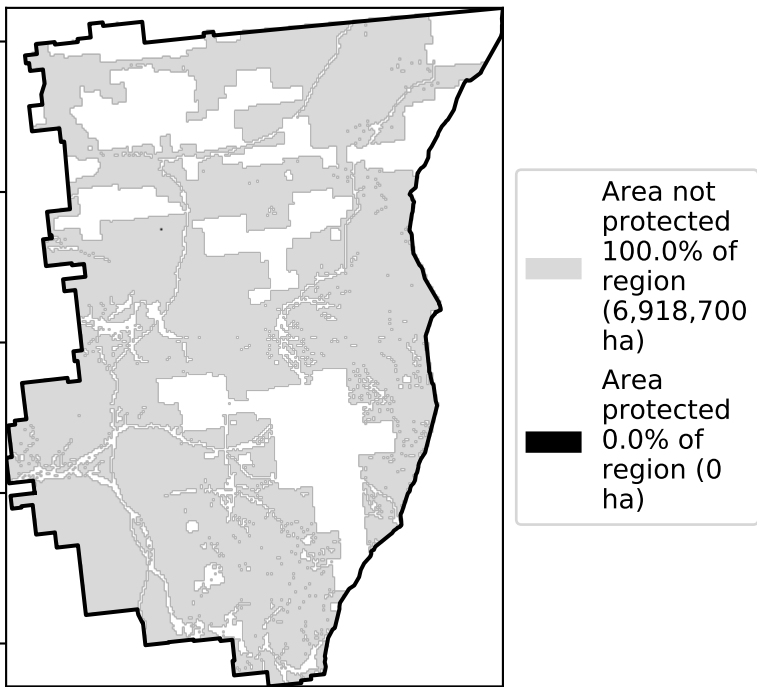 Area not
protected
100.0% of
region
(6,918,700
ha)
Area
protected
0.0% of
region (0
ha)